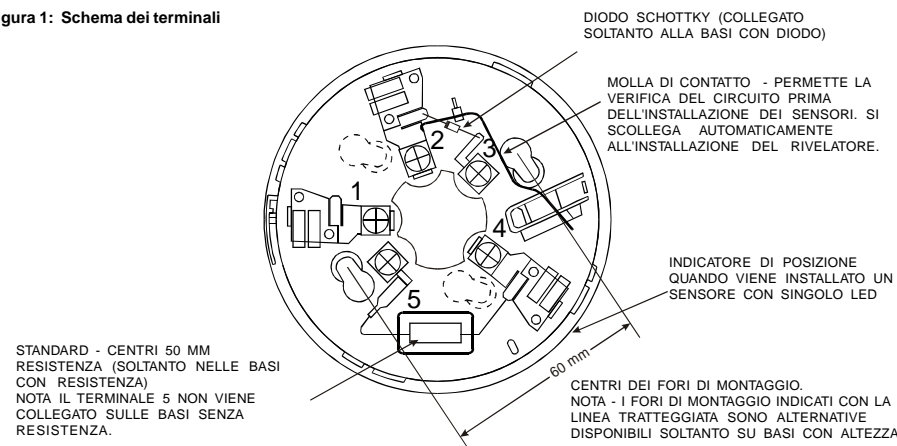 gura 1: Schema dei terminali
DIODO SCHOTTKY (COLLEGATO
SOLTANTO ALLA BASI CON DIODO)
MOLLA DI CONTATTO - PERMETTE LA
VERIFICA DEL CIRCUITO PRIMA
DELL'INSTALLAZIONE DEI SENSORI. SI
SCOLLEGA AUTOMATICAMENTE
ALL'INSTALLAZIONE DEL RIVELATORE.
2
3
1
4
INDICATORE DI POSIZIONE
QUANDO VIENE INSTALLATO UN
SENSORE CON SINGOLO LED
5
STANDARD - CENTRI 50 MM
RESISTENZA (SOLTANTO NELLE BASI
CON RESISTENZA)
NOTA IL TERMINALE 5 NON VIENE
COLLEGATO SULLE BASI SENZA
RESISTENZA.
60 mm
CENTRI DEI FORI DI MONTAGGIO.
NOTA - I FORI DI MONTAGGIO INDICATI CON LA
LINEA TRATTEGGIATA SONO ALTERNATIVE
DISPONIBILI SOLTANTO SU BASI CON ALTEZZA